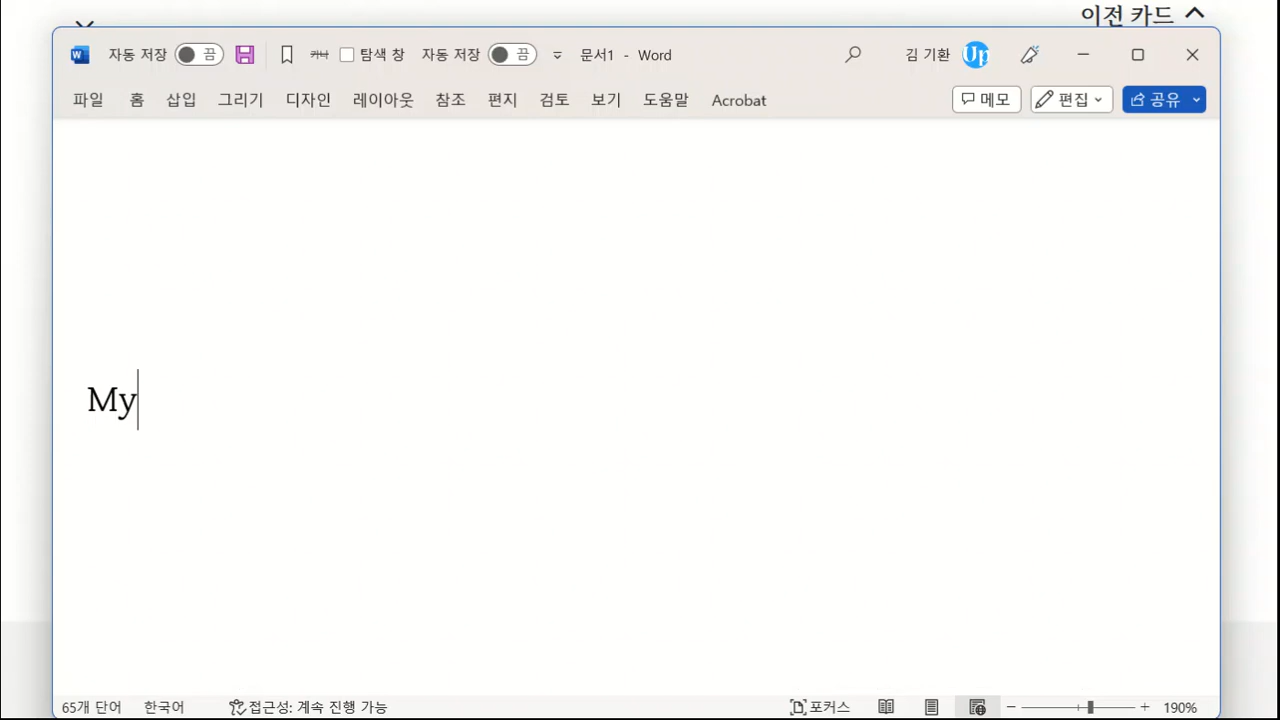 이전 카드
자동 저장 끔 가나 탐색 창 자동 저장 끔 문서1 - Word 김 기환 Up
파일 홈 삽입 그리기 디자인 레이아웃 참조 편지 검토 보기 도움말 Acrobat 메모 편집 공유
My
65개 단어 한국어 접근성: 계속 진행 가능 포커스 190%